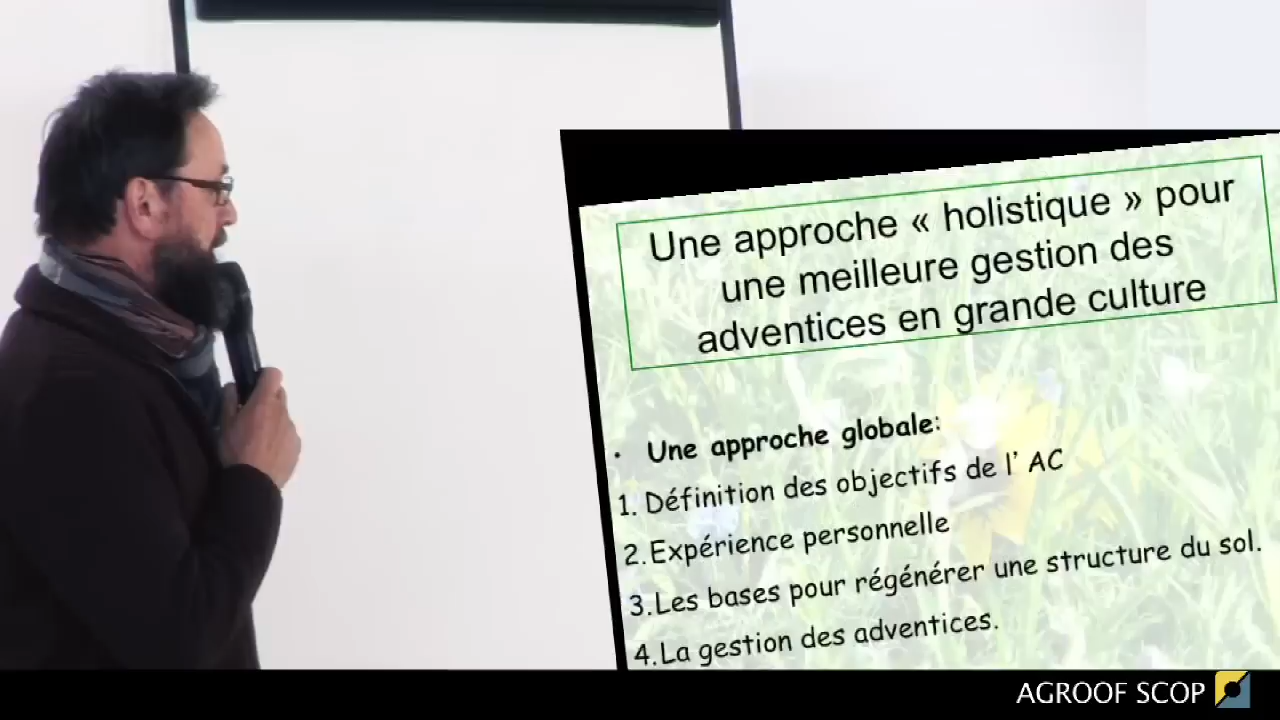 Une approche « holistique » pour
une meilleure gestion des
adventices en grande culture
• Une approche globale:
1. Définition des objectifs de l' AC
2. Expérience personnelle
3. Les bases pour régénérer une structure du sol.
4. La gestion des adventices.
AGROOF SCOP